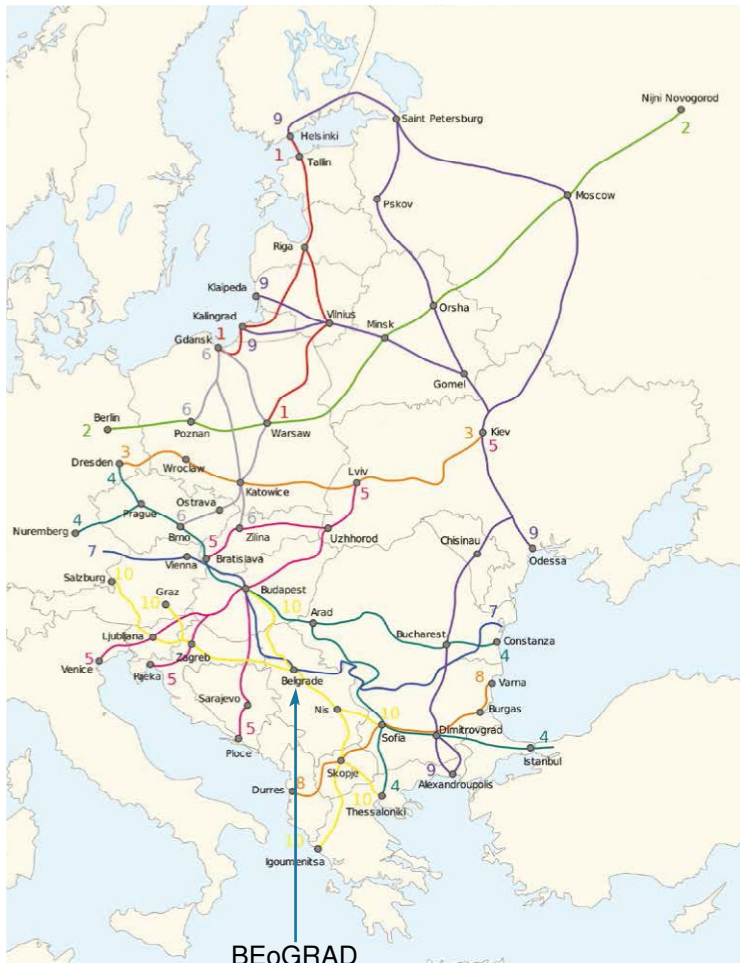 Nijni Novogorod
2
Saint Petersburg
9
Helsinki
1
Tallin
Moscow
Pskov
Riga
Klaipeda
9
Orsha
Kalingrad
Vilnius
Minsk
1
Gdansk
6
9
Gomel
Berlin
6
1
2
Poznan
Warsaw
3
Kiev
5
Dresden
3
Wroclaw
Lviv
4
Katowice
5
Ostrava
Prague
4
6
6
Nuremberg
Brno
Zilina
Uzhhorod
9
Chisinau
5
7
Bratislava
Odessa
Vienna
Salzburg
10
Budapest
Graz
10
10
Arad
7
Ljubljana
Bucharest
Constanza
4
Zagreb
Venice
5
Rjeka
5
Belgrade
8
Varna
Sarajevo
Nis
10
Burgas
5
Sofia
Dimitrovgrad
Ploce
4
Istanbul
Skopje
9
Durres
8
10
4
Alexandroupolis
Thessaloniki
10
Igoumenitsa
BEoGRAD